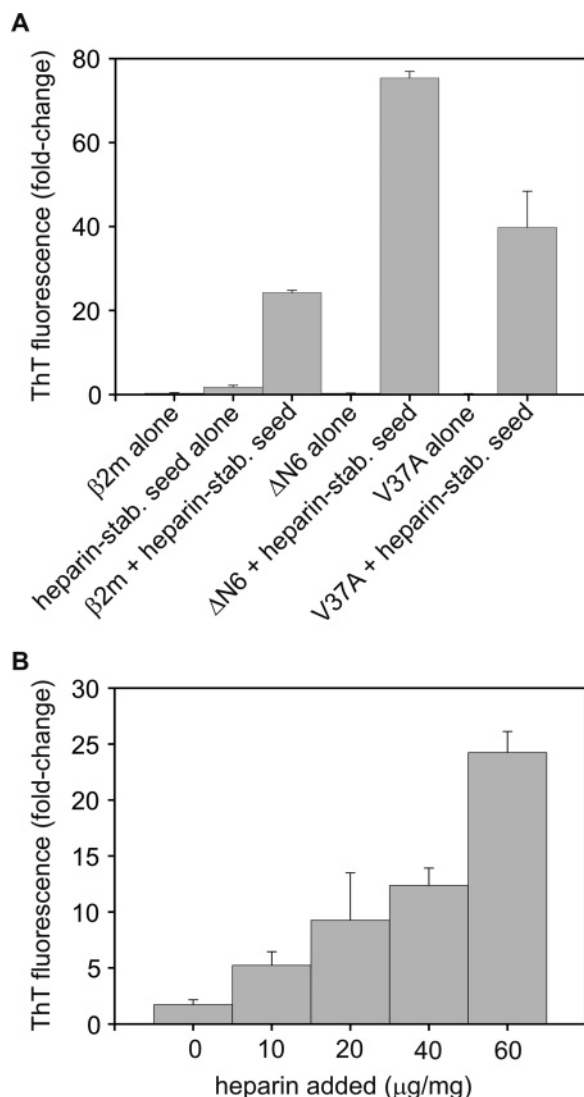 A
ThT fluorescence (fold-change)
80
60
40
20
0
β2m alone
heparin-stab. seed alone
β2m + heparin-stab. seed
ΔN6 alone
ΔN6 + heparin-stab. seed
V37A alone
V37A + heparin-stab. seed
B
ThT fluorescence (fold-change)
30
25
20
15
10
5
0
0 10 20 40 60
heparin added (μg/mg)